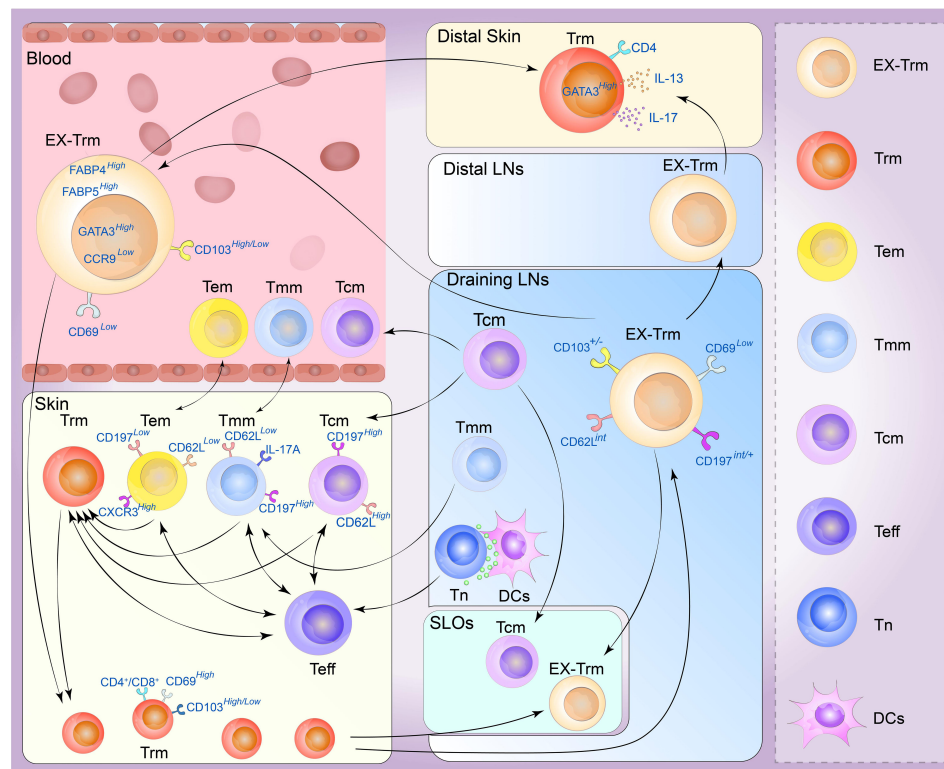 Blood
EX-Trm
FABP4High
FABP5High
GATA3High
CCR9Low
CD103High/Low
CD69Low
Tem
Tmm
Tcm
Distal Skin
Trm
CD4
GATA3High
IL-13
IL-17
Distal LNs
EX-Trm
Draining LNs
Tcm
EX-Trm
CD103+/-
CD69Low
CD62Lint
CD197int/+
Tmm
Tn
DCs
SLOs
Tcm
EX-Trm
Skin
Trm
Tem
Tmm
Tcm
CD197Low
CD62LLow
CXCR3High
CD62LLow
IL-17A
CD197High
CD197High
CD62LHigh
Teff
CD4+/CD8+
CD69High
CD103High/Low
Trm
EX-Trm
Trm
Tem
Tmm
Tcm
Teff
Tn
DCs